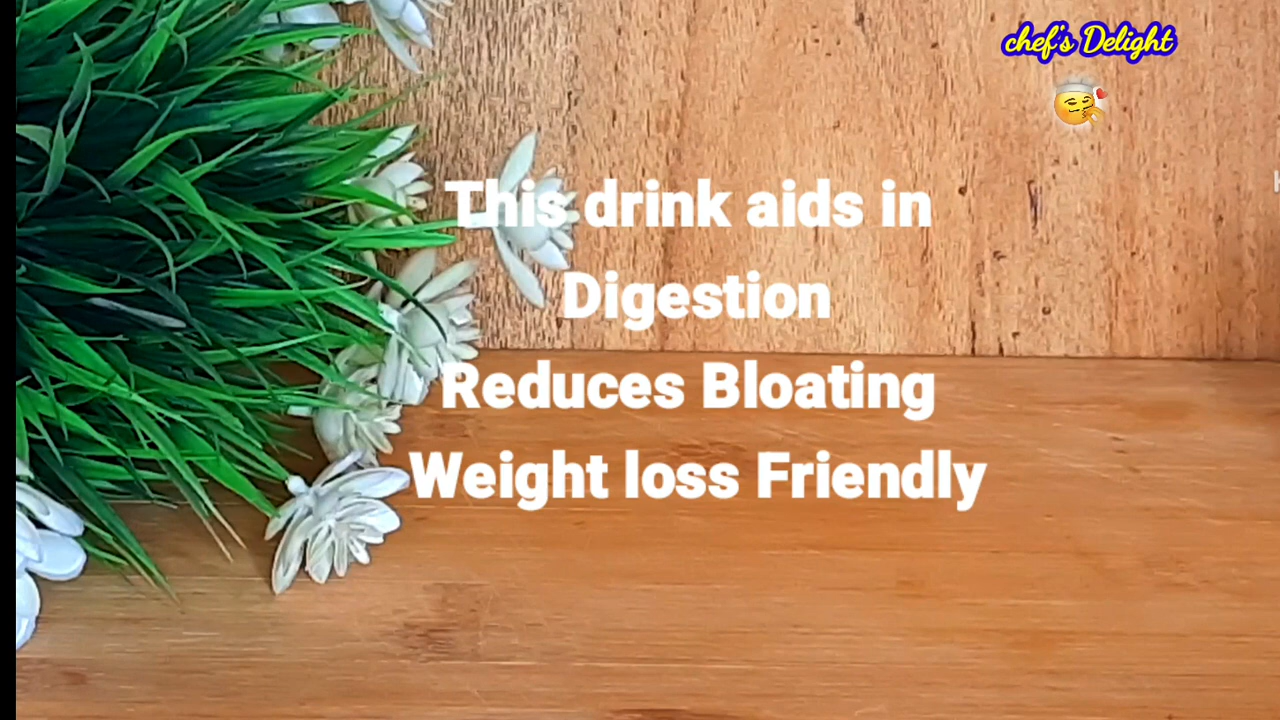 chef's Delight
This drink aids in
Digestion
Reduces Bloating
Weight loss Friendly